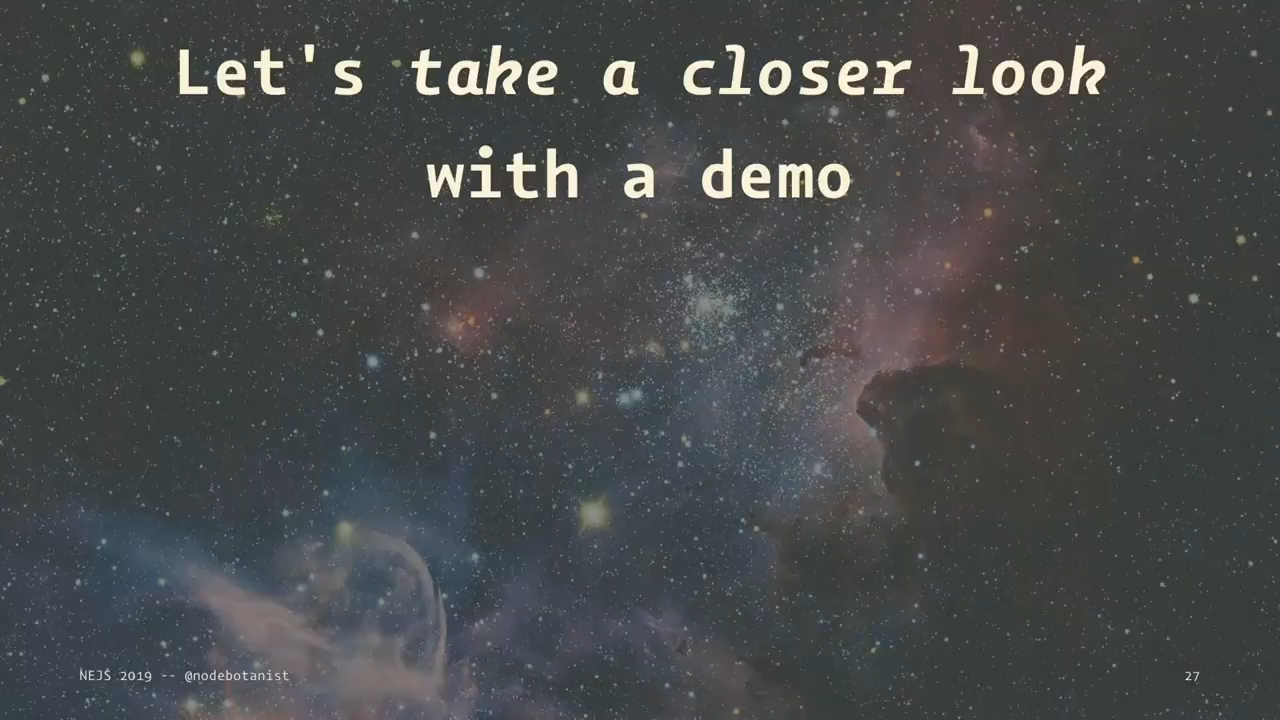 Let's take a closer look
with a demo
NEJS 2019 -- @nodebotanist
27